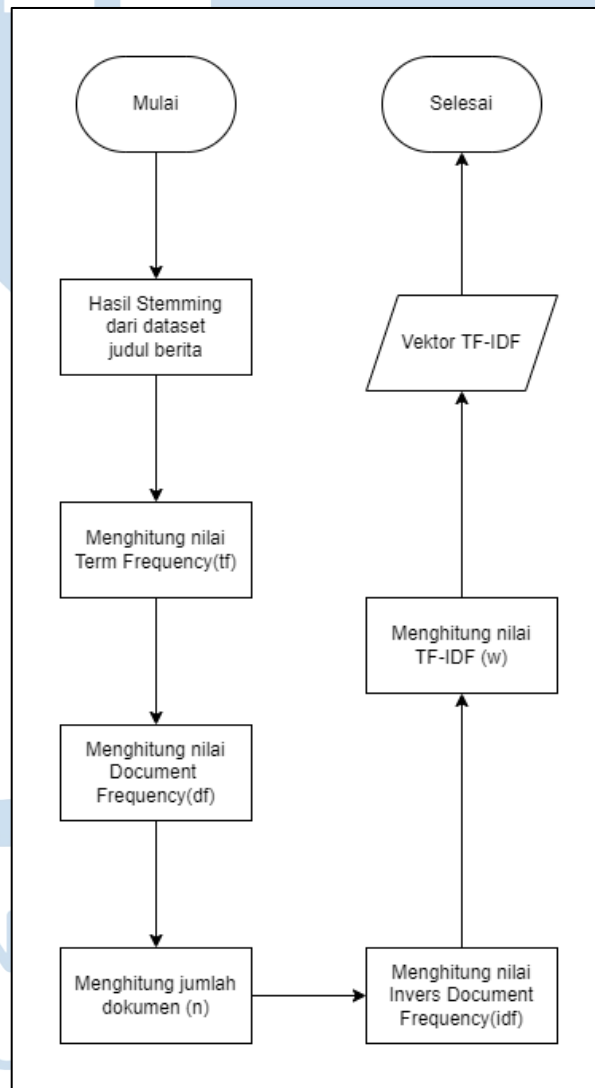 Mulai
Hasil Stemming
dari dataset
judul berita
Menghitung nilai
Term Frequency(tf)
Menghitung nilai
Document
Frequency(df)
Menghitung jumlah
dokumen (n)
Menghitung nilai
Invers Document
Frequency(idf)
Menghitung nilai
TF-IDF (w)
Vektor TF-IDF
Selesai